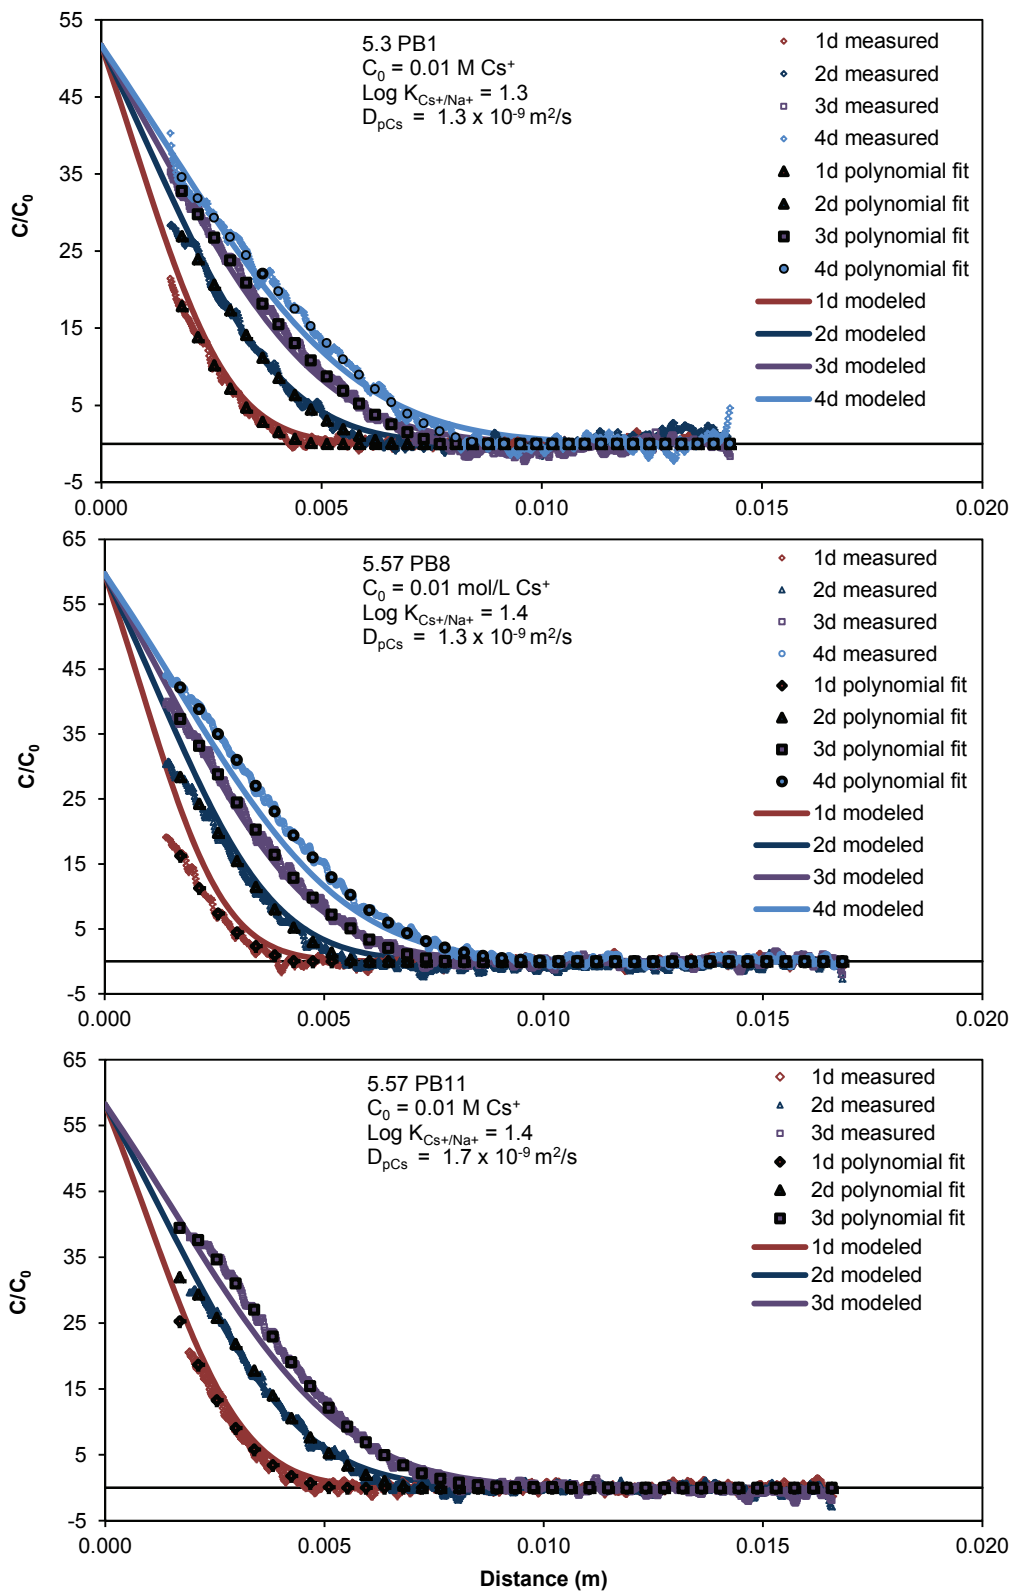 55
45
35
25
15
5
-5
C/C₀
5.3 PB1
C₀ = 0.01 M Cs⁺
Log K_Cs+/Na+ = 1.3
D_pCs = 1.3 x 10⁻⁹ m²/s
1d measured
2d measured
3d measured
4d measured
1d polynomial fit
2d polynomial fit
3d polynomial fit
4d polynomial fit
1d modeled
2d modeled
3d modeled
4d modeled
0.000 0.005 0.010 0.015 0.020
65
55
45
35
25
15
5
-5
C/C₀
5.57 PB8
C₀ = 0.01 mol/L Cs⁺
Log K_Cs+/Na+ = 1.4
D_pCs = 1.3 x 10⁻⁹ m²/s
1d measured
2d measured
3d measured
4d measured
1d polynomial fit
2d polynomial fit
3d polynomial fit
4d polynomial fit
1d modeled
2d modeled
3d modeled
4d modeled
0.000 0.005 0.010 0.015 0.020
65
55
45
35
25
15
5
-5
C/C₀
5.57 PB11
C₀ = 0.01 M Cs⁺
Log K_Cs+/Na+ = 1.4
D_pCs = 1.7 x 10⁻⁹ m²/s
1d measured
2d measured
3d measured
1d polynomial fit
2d polynomial fit
3d polynomial fit
1d modeled
2d modeled
3d modeled
0.000 0.005 0.010 0.015 0.020
Distance (m)